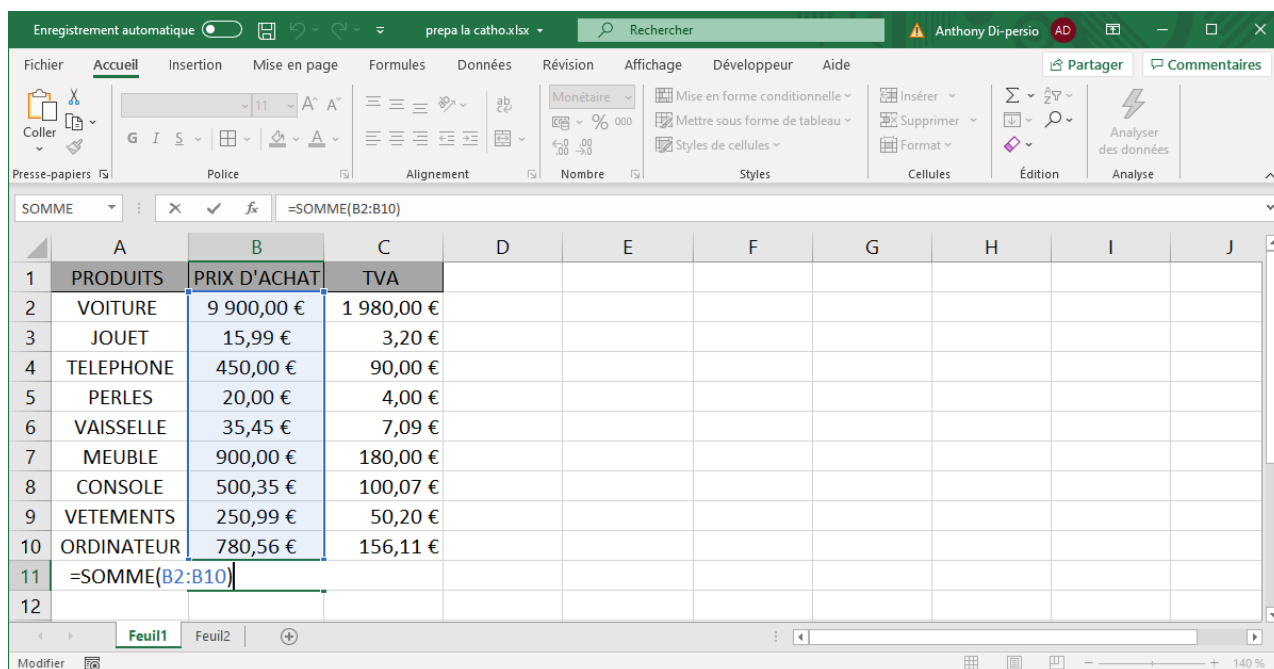 Enregistrement automatique prepa la catho.xlsx Rechercher Anthony Di-persio AD
Fichier Accueil Insertion Mise en page Formules Données Révision Affichage Développeur Aide Partager Commentaires
Coller
11 A A
G I S A
ab
Monétaire
% 000
Mise en forme conditionnelle
Mettre sous forme de tableau
Styles de cellules
Insérer
Supprimer
Format
Σ
Analyser
des données
Presse-papiers Police Alignement Nombre Styles Cellules Édition Analyse
SOMME fx =SOMME(B2:B10)
A B C D E F G H I J
1 PRODUITS PRIX D'ACHAT TVA
2 VOITURE 9 900,00 € 1 980,00 €
3 JOUET 15,99 € 3,20 €
4 TELEPHONE 450,00 € 90,00 €
5 PERLES 20,00 € 4,00 €
6 VAISSELLE 35,45 € 7,09 €
7 MEUBLE 900,00 € 180,00 €
8 CONSOLE 500,35 € 100,07 €
9 VETEMENTS 250,99 € 50,20 €
10 ORDINATEUR 780,56 € 156,11 €
11 =SOMME(B2:B10)
12
Feuil1 Feuil2
Modifier 140 %